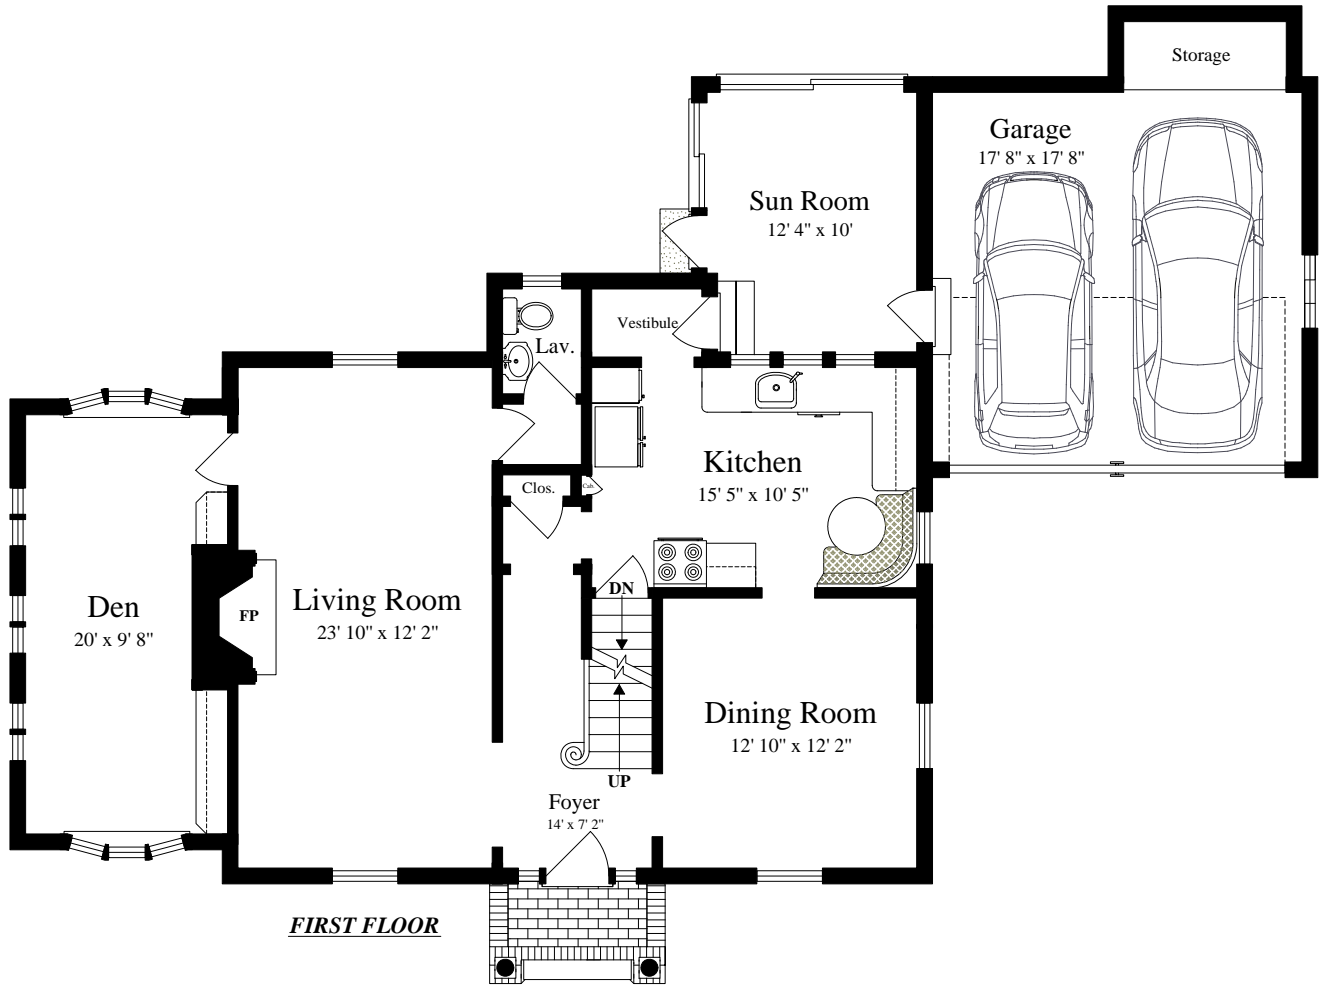 Storage
Garage
17' 8" x 17' 8"
Sun Room
12' 4" x 10'
Vestibule
Lav.
Kitchen
15' 5" x 10' 5"
Clos.
Cab.
DN
Den
20' x 9' 8"
FP
Living Room
23' 10" x 12' 2"
Dining Room
12' 10" x 12' 2"
UP
Foyer
14' x 7' 2"
FIRST FLOOR